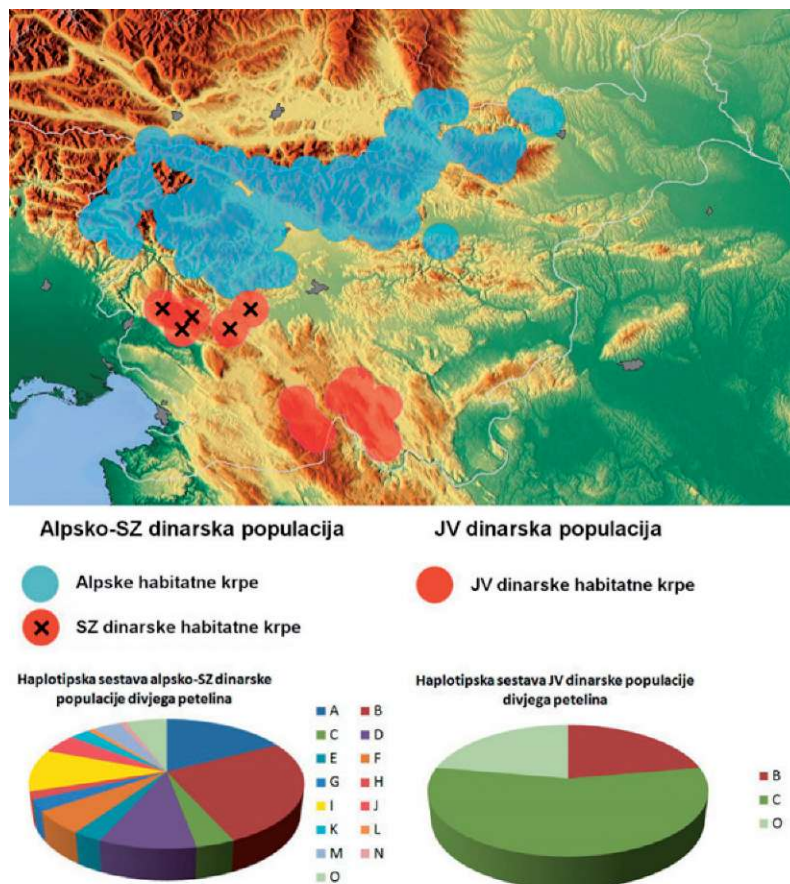 Alpsko-SZ dinarska populacija
Alpske habitatne krpe
SZ dinarske habitatne krpe
JV dinarska populacija
JV dinarske habitatne krpe
Haplotipska sestava alpsko-SZ dinarske
populacije divjega petelina
A B
C D
E F
G H
I J
K L
M N
O
Haplotipska sestava JV dinarske populacije
divjega petelina
B
C
O